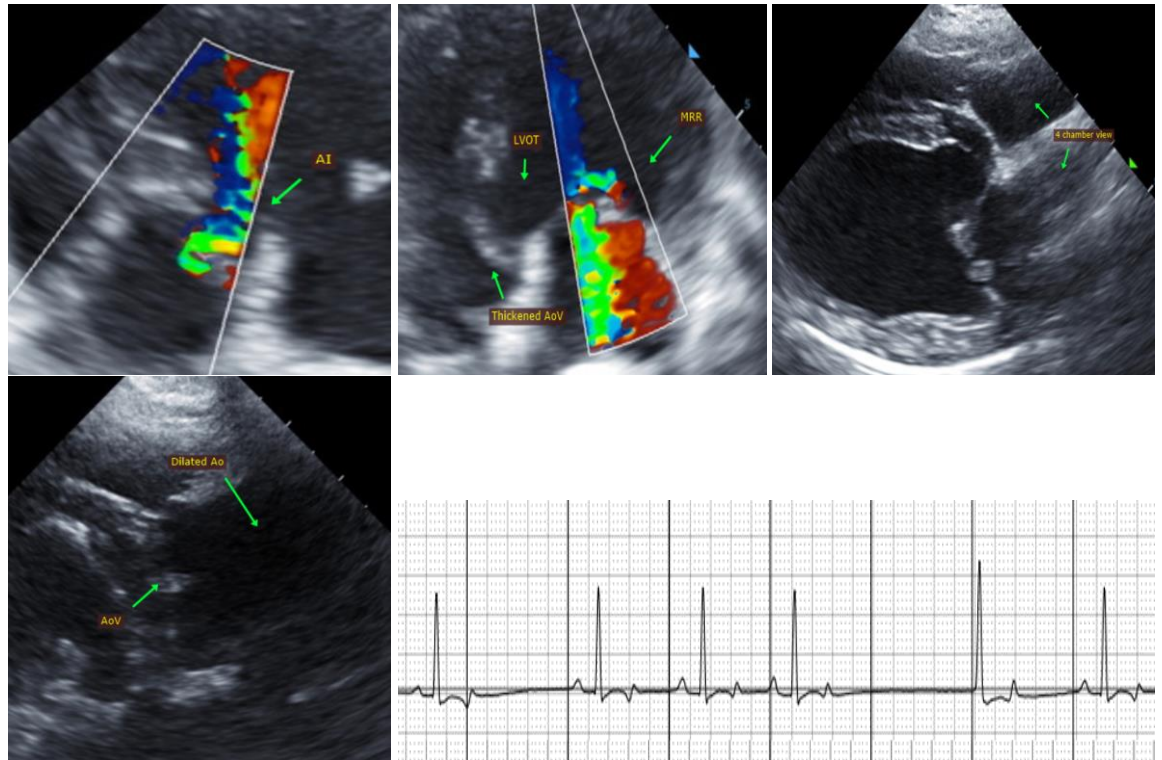 AI
LVOT
MRR
Thickened AoV
4 chamber view
Dilated Ao
AoV